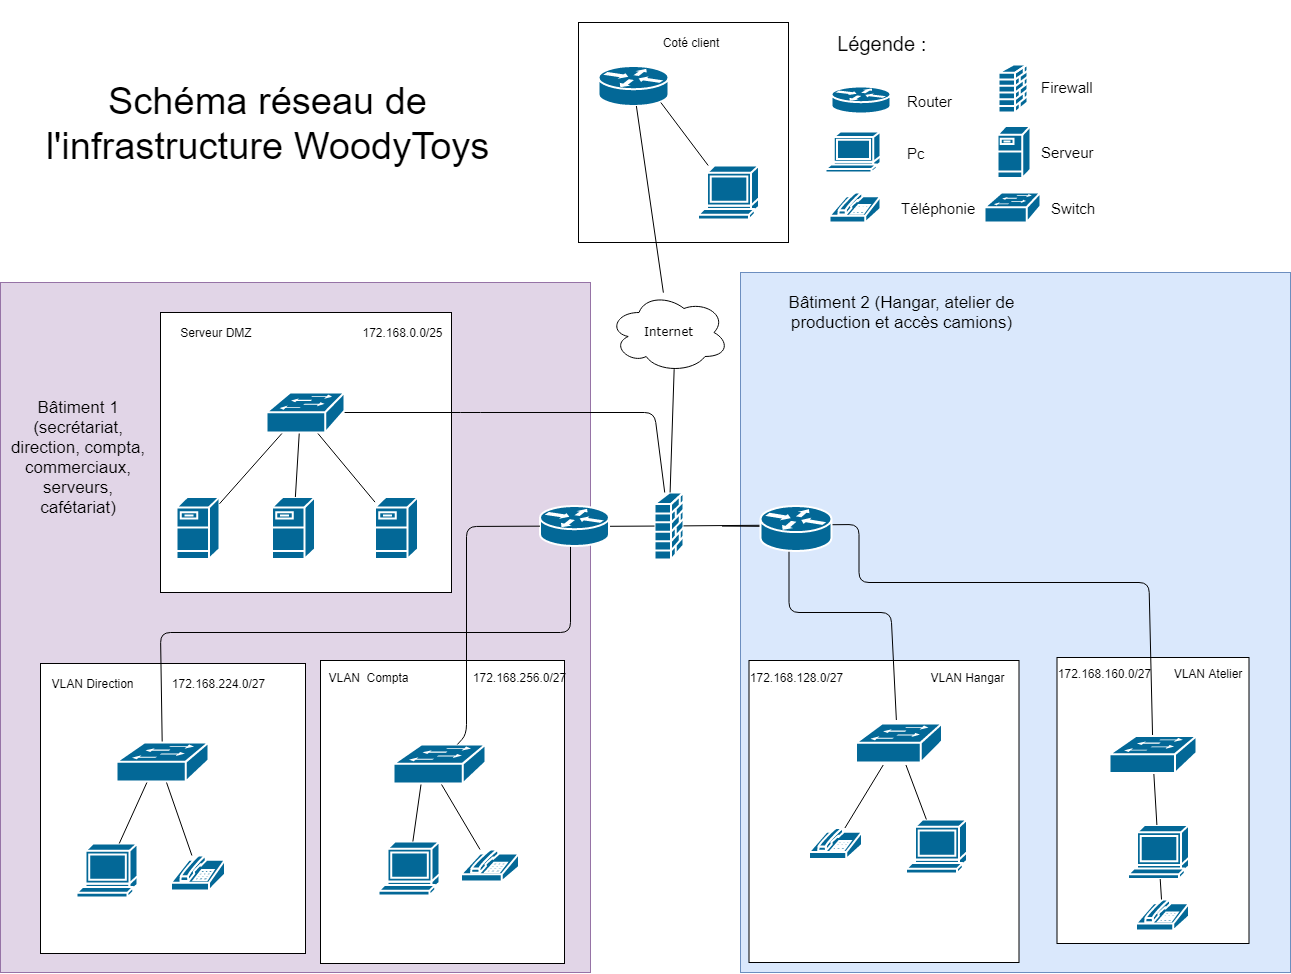 Schéma réseau de
l'infrastructure WoodyToys
Coté client
Légende :
Router
Firewall
Pc
Serveur
Téléphonie
Switch
Internet
Bâtiment 1
(secrétariat,
direction, compta,
commerciaux,
serveurs,
cafétariat)
Serveur DMZ
172.168.0.0/25
Bâtiment 2 (Hangar, atelier de
production et accès camions)
VLAN Direction
172.168.224.0/27
VLAN  Compta
172.168.256.0/27
172.168.128.0/27
VLAN Hangar
172.168.160.0/27
VLAN Atelier